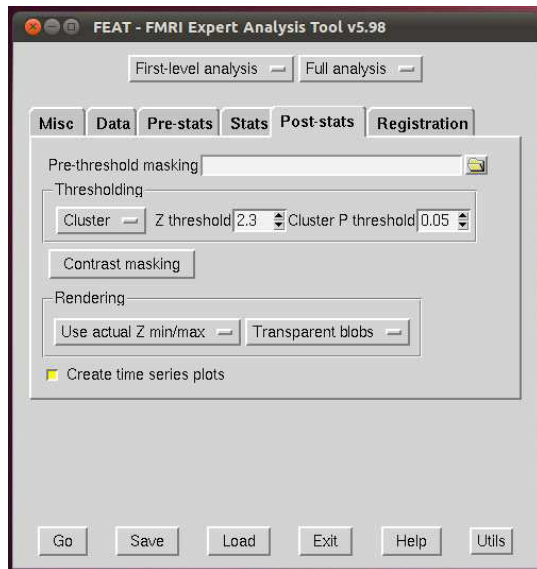 FEAT - FMRI Expert Analysis Tool v5.98
First-level analysis Full analysis
Misc Data Pre-stats Stats Post-stats Registration
Pre-threshold masking
Thresholding
Cluster Z threshold 2.3 Cluster P threshold 0.05
Contrast masking
Rendering
Use actual Z min/max Transparent blobs
Create time series plots
Go Save Load Exit Help Utils